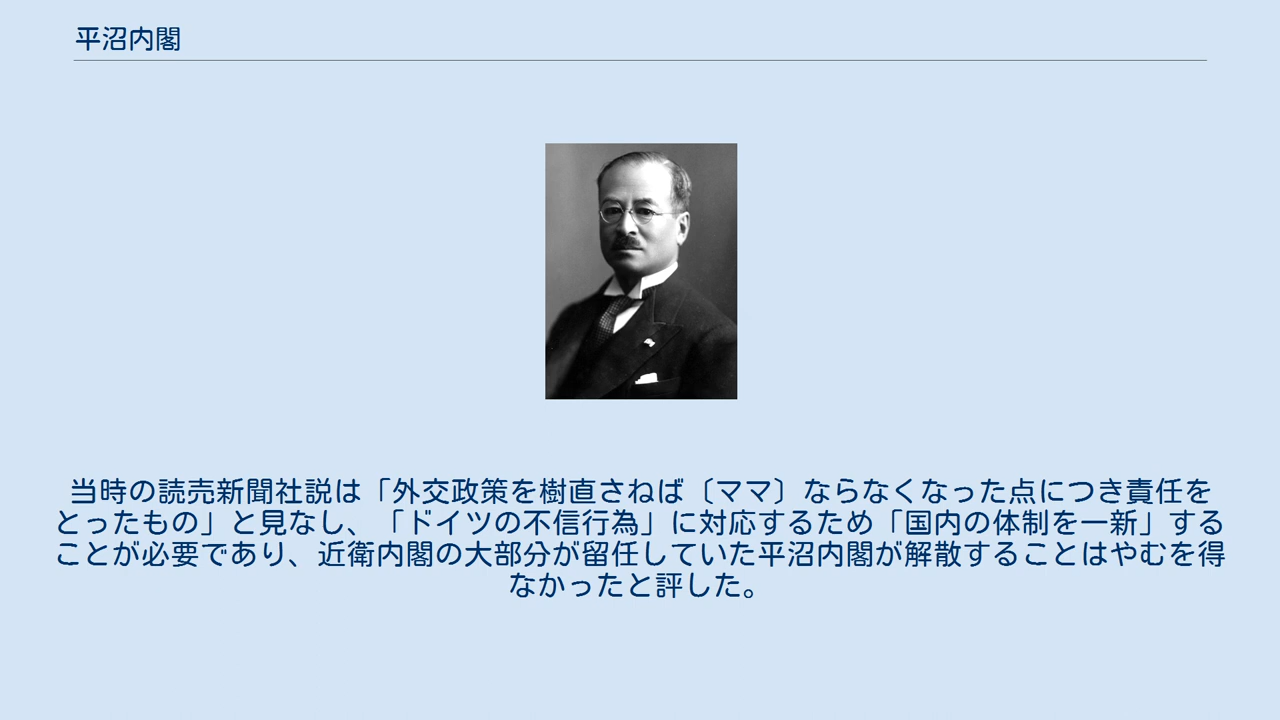 平沼内閣
当時の読売新聞社説は「外交政策を樹直さねば〔ママ〕ならなくなった点につき責任を
とったもの」と見なし、「ドイツの不信行為」に対応するため「国内の体制を一新」する
ことが必要であり、近衛内閣の大部分が留任していた平沼内閣が解散することはやむを得
なかったと評した。